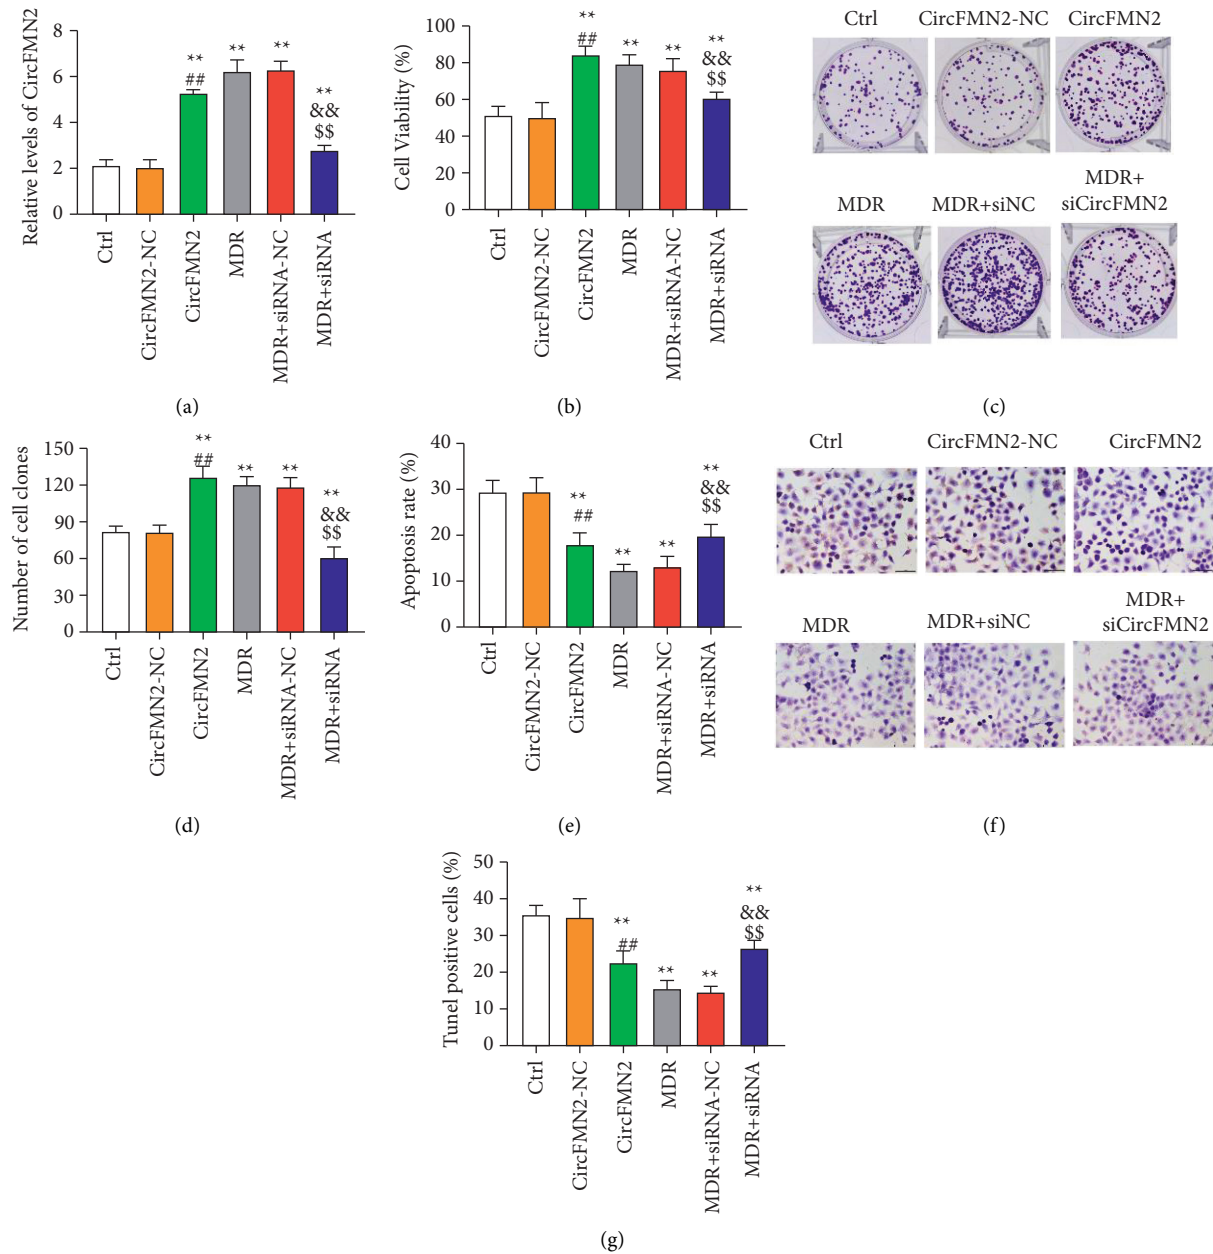 Relative levels of CircFMN2
8
6
4
2
0
**
##
**
**
**
&&
$$
Ctrl
CircFMN2-NC
CircFMN2
MDR
MDR+siRNA-NC
MDR+siRNA
(a)
Cell Viability (%)
100
80
60
40
20
0
**
##
**
**
**
&&
$$
Ctrl
CircFMN2-NC
CircFMN2
MDR
MDR+siRNA-NC
MDR+siRNA
(b)
Ctrl
CircFMN2-NC
CircFMN2
MDR
MDR+siNC
MDR+
siCircFMN2
(c)
Number of cell clones
150
120
90
60
30
0
**
##
**
**
**
&&
$$
Ctrl
CircFMN2-NC
CircFMN2
MDR
MDR+siRNA-NC
MDR+siRNA
(d)
Apoptosis rate (%)
40
30
20
10
0
**
##
**
**
**
&&
$$
Ctrl
CircFMN2-NC
CircFMN2
MDR
MDR+siRNA-NC
MDR+siRNA
(e)
Ctrl
CircFMN2-NC
CircFMN2
MDR
MDR+siNC
MDR+
siCircFMN2
(f)
Tunel positive cells (%)
50
40
30
20
10
0
**
##
**
**
**
&&
$$
Ctrl
CircFMN2-NC
CircFMN2
MDR
MDR+siRNA-NC
MDR+siRNA
(g)